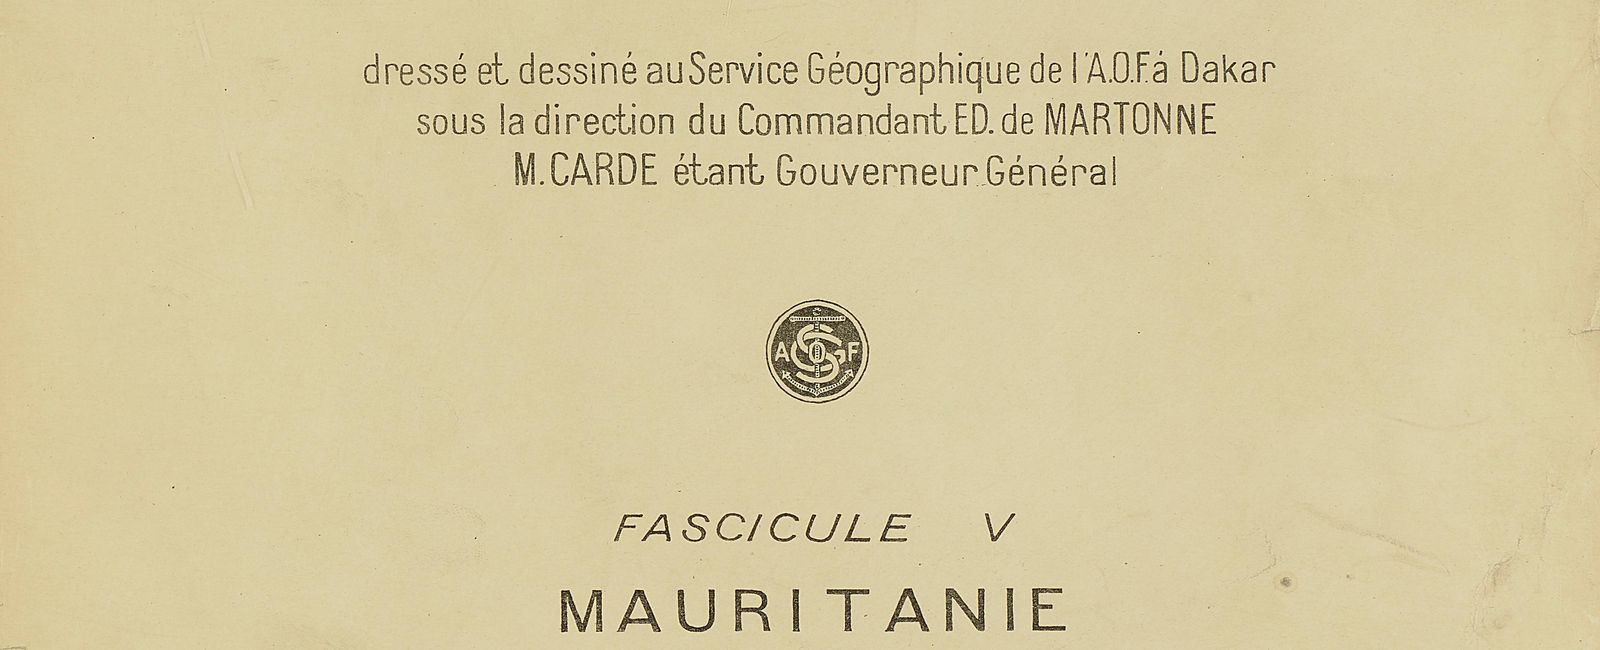 dressé et dessiné au Service Géographique de l'A.O.F. á Dakar
sous la direction du Commandant ED. de MARTONNE
M. CARDE étant Gouverneur Général
A SGO F
FASCICULE V
MAURITANIE